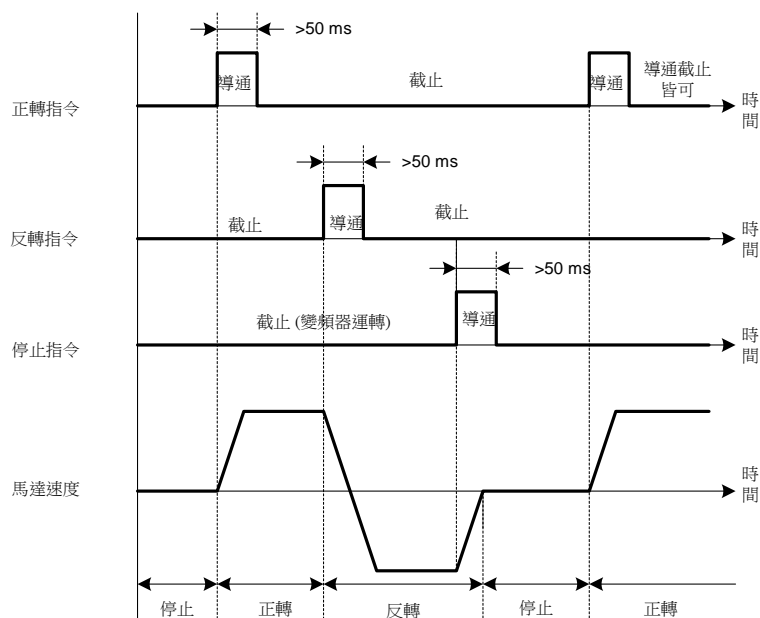 >50 ms
導通
截止
導通
導通截止
皆可
正轉指令
時
間
>50 ms
截止
導通
截止
反轉指令
時
間
>50 ms
截止 (變頻器運轉)
導通
停止指令
時
間
馬達速度
時
間
停止
正轉
反轉
停止
正轉